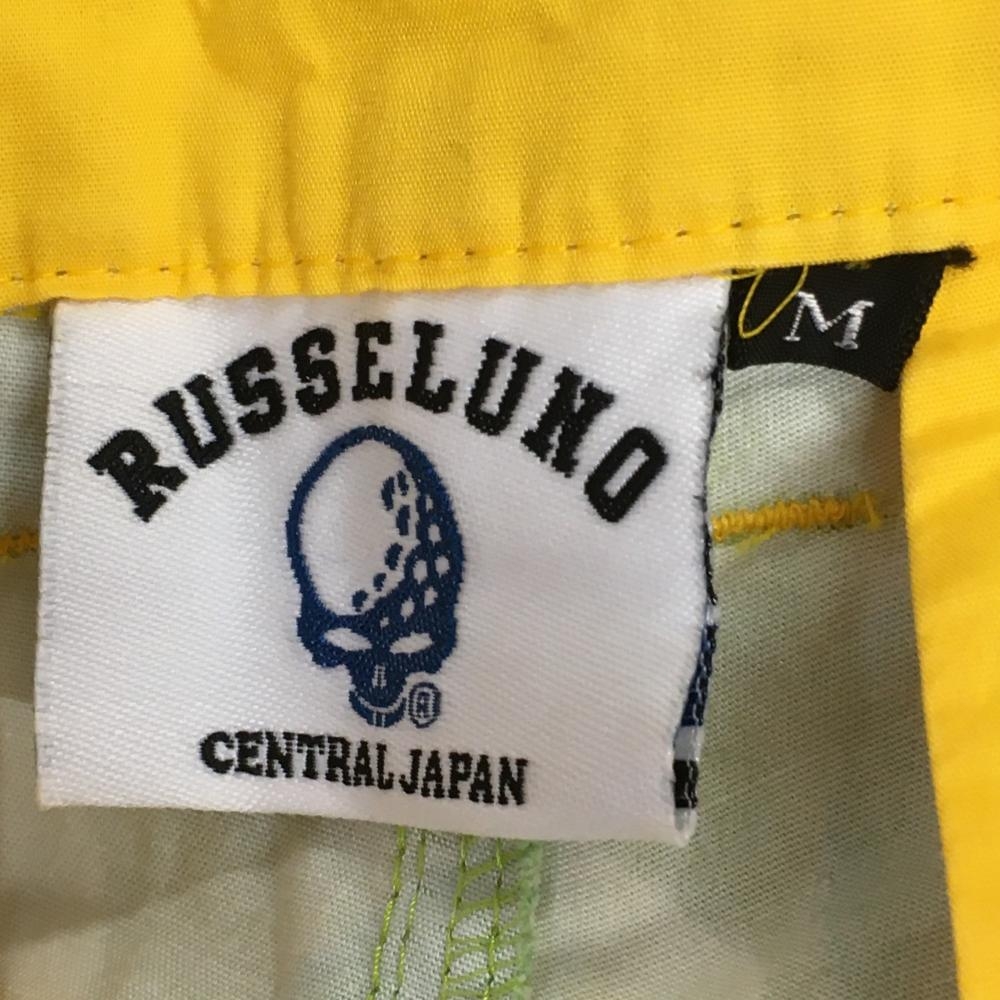 RUSSELUNO
M
®
CENTRAL JAPAN